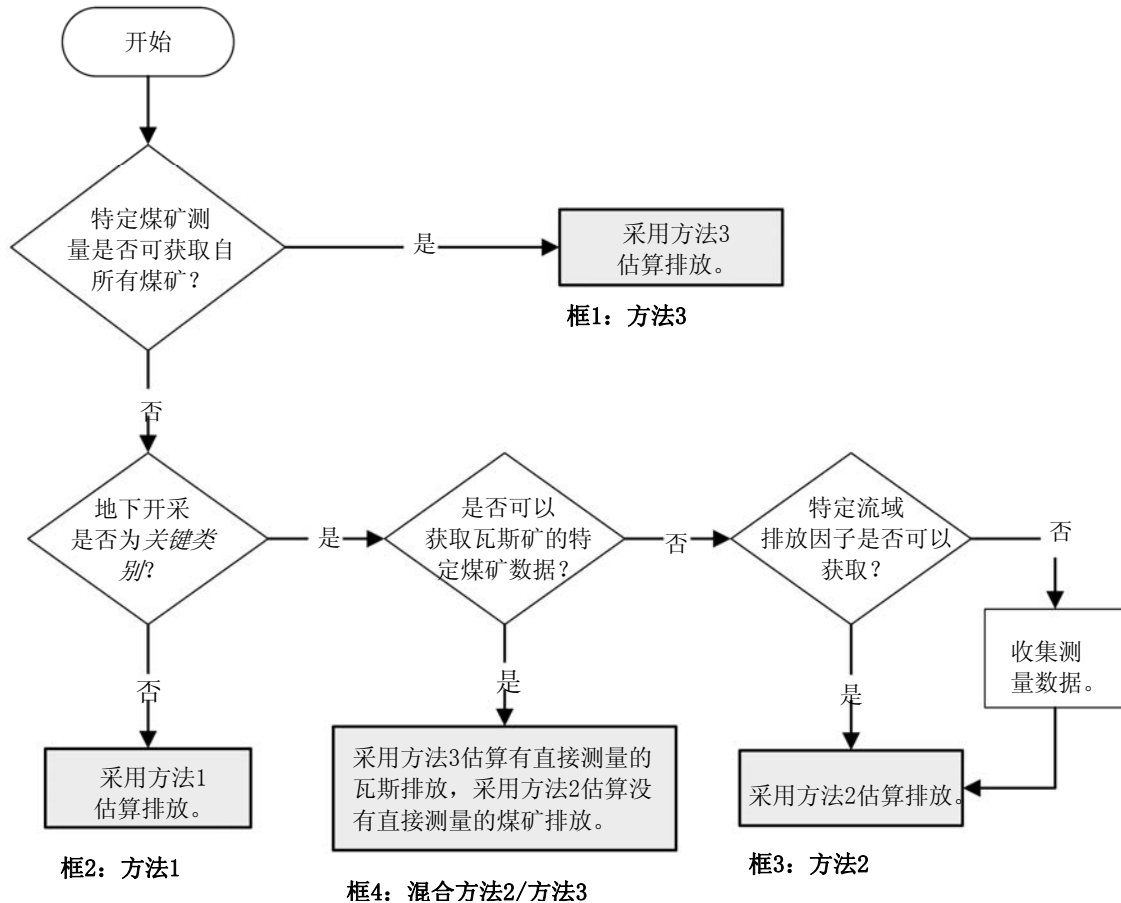 开始
特定煤矿测
量是否可获取自
所有煤矿?
是
采用方法3
估算排放。
框1: 方法3
否
地下开采
是否为关键类
别?
是
是否可以
获取瓦斯矿的特
定煤矿数据?
否
特定流域
排放因子是否可以
获取?
否
收集测
量数据。
否
是
是
采用方法1
估算排放。
框2: 方法1
采用方法3估算有直接测量的
瓦斯排放, 采用方法2估算没
有直接测量的煤矿排放。
框4: 混合方法2/方法3
采用方法2估算排放。
框3: 方法2